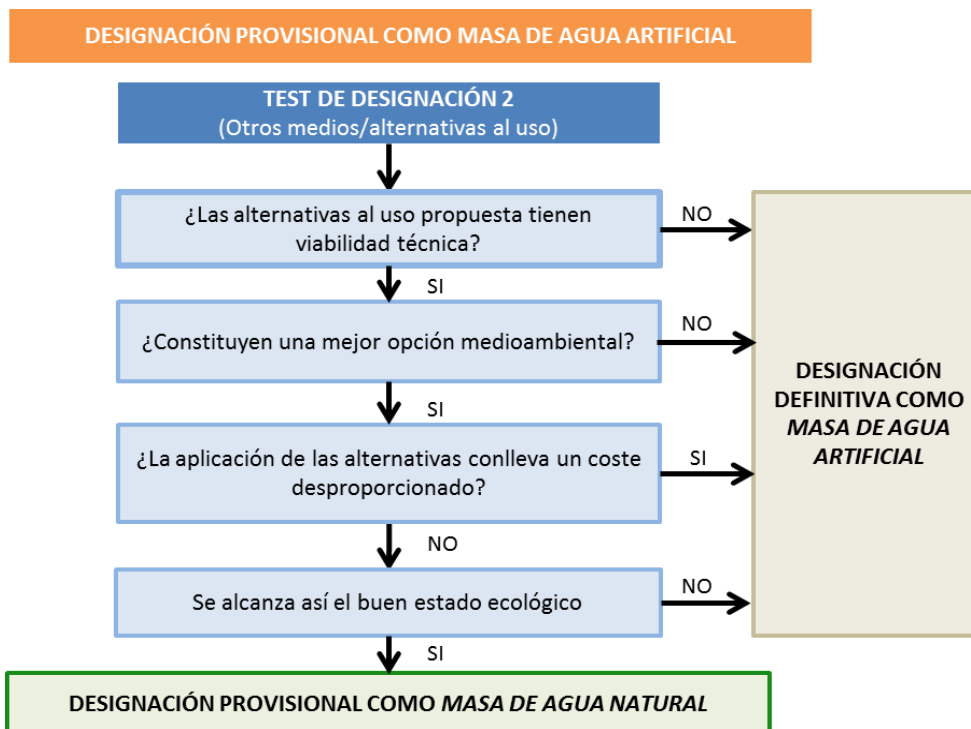 DESIGNACIÓN PROVISIONAL COMO MASA DE AGUA ARTIFICIAL
TEST DE DESIGNACIÓN 2
(Otros medios/alternativas al uso)
¿Las alternativas al uso propuesta tienen
viabilidad técnica?
NO
SI
¿Constituyen una mejor opción medioambiental?
NO
SI
¿La aplicación de las alternativas conlleva un coste
desproporcionado?
SI
NO
Se alcanza así el buen estado ecológico
NO
SI
DESIGNACIÓN
DEFINITIVA COMO
MASA DE AGUA
ARTIFICIAL
DESIGNACIÓN PROVISIONAL COMO MASA DE AGUA NATURAL